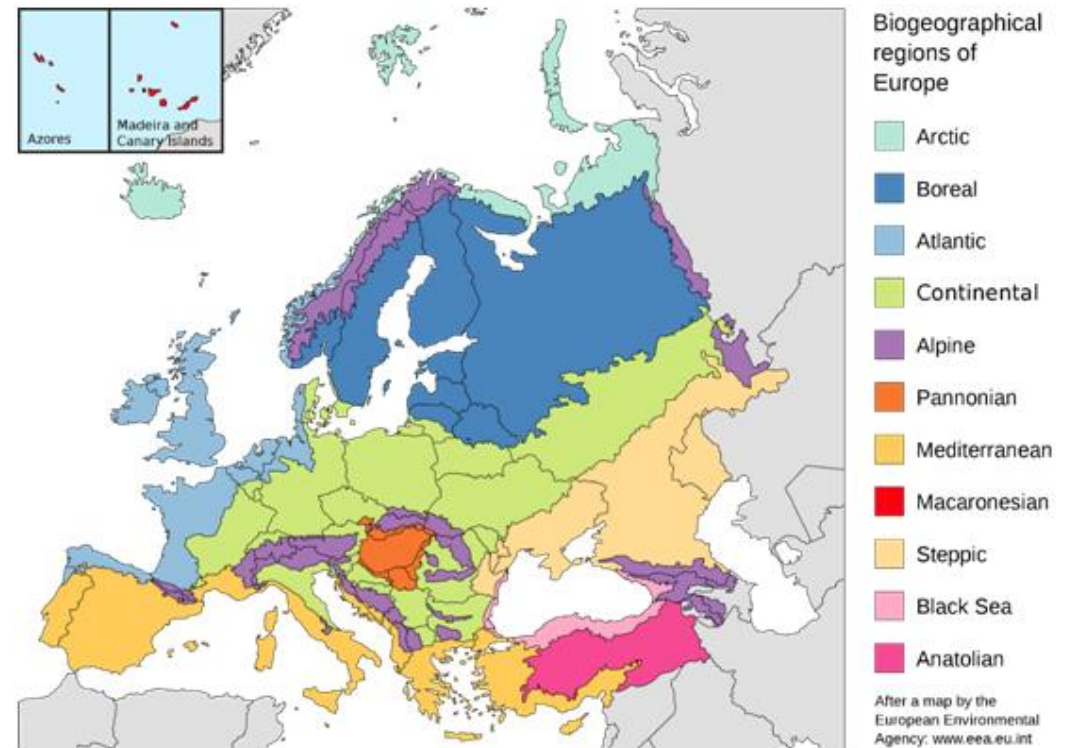 Azores
Madeira and
Canary Islands
Biogeographical
regions of
Europe
Arctic
Boreal
Atlantic
Continental
Alpine
Pannonian
Mediterranean
Macaronesian
Steppic
Black Sea
Anatolian
After a map by the
European Environmental
Agency: www.eea.eu.int